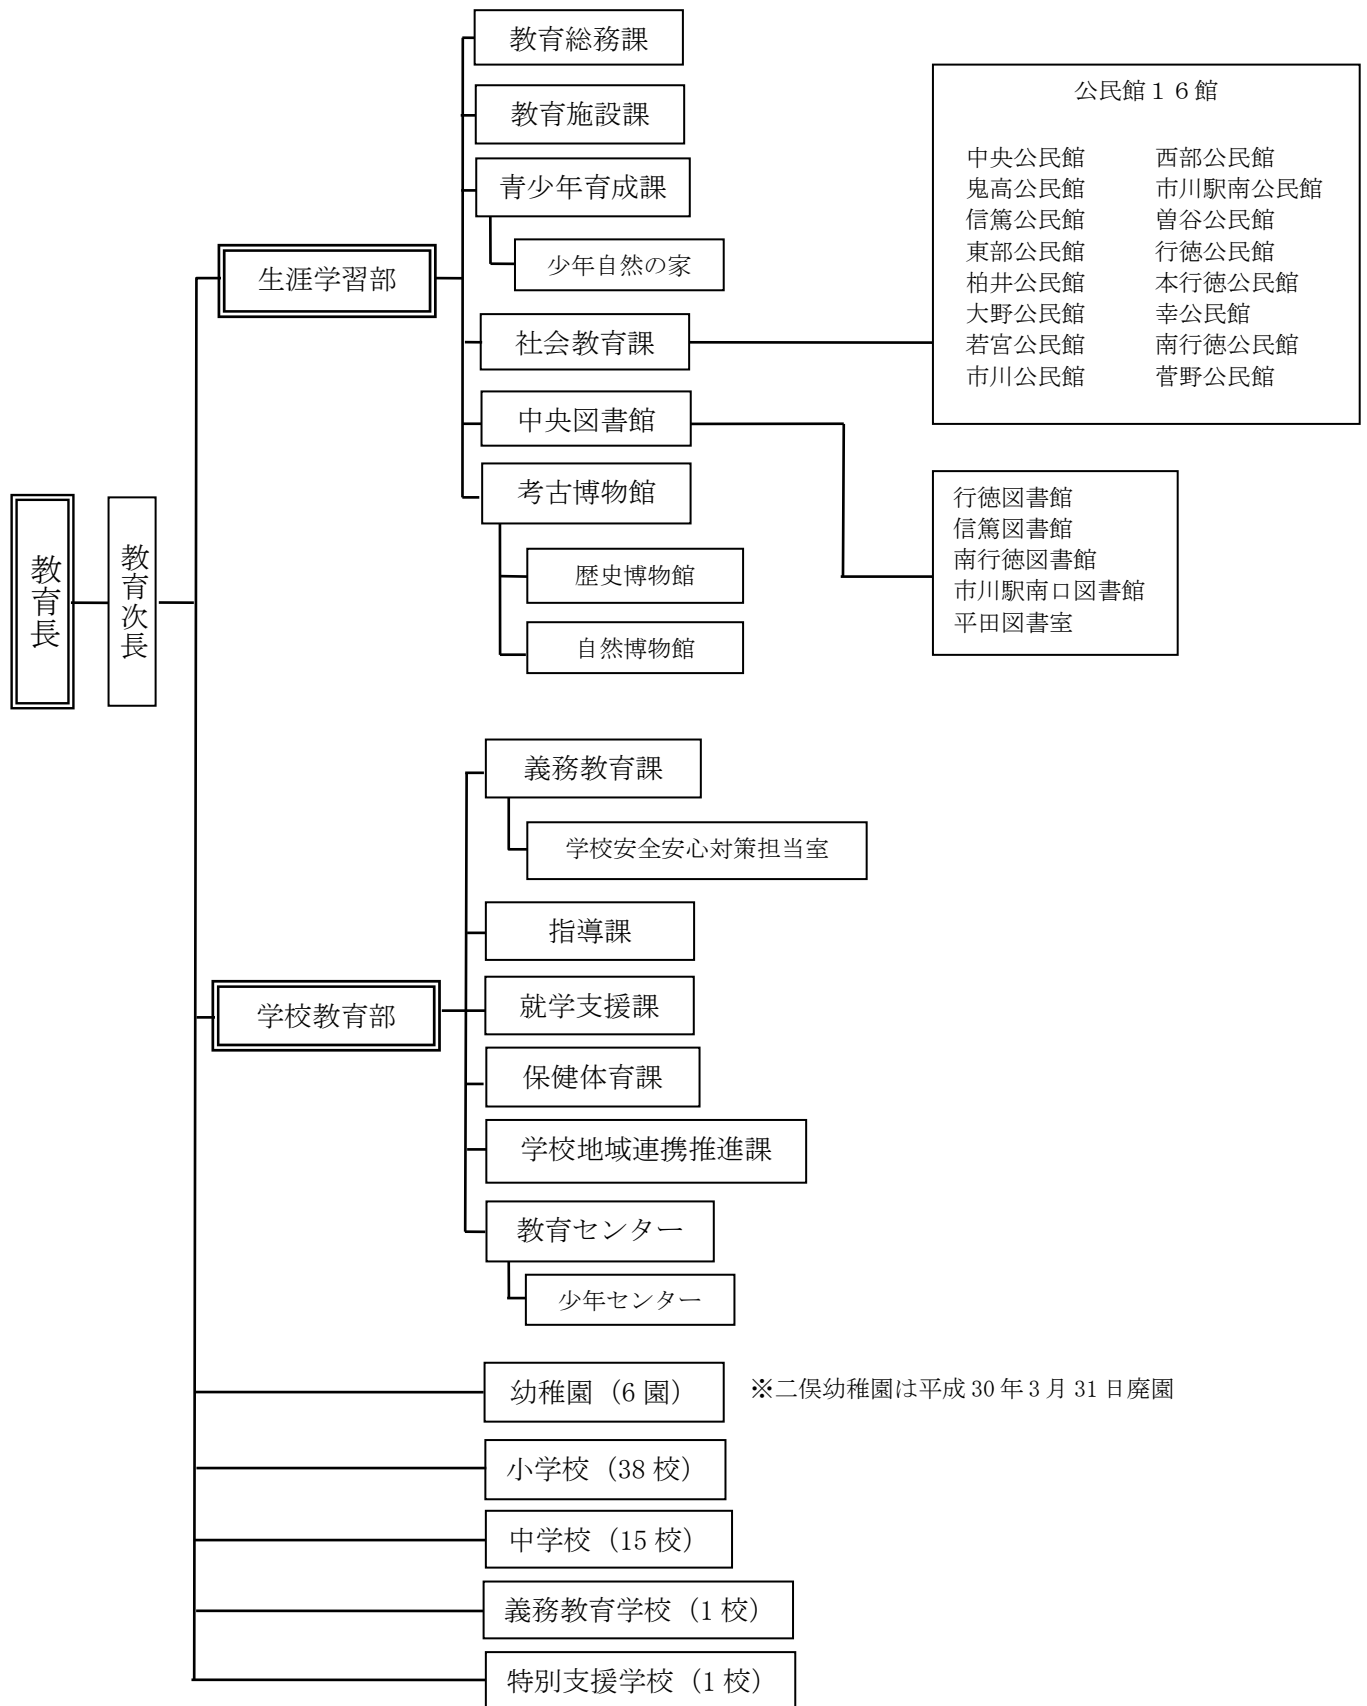 教育長
教育次長
生涯学習部
教育総務課
教育施設課
青少年育成課
少年自然の家
社会教育課
公民館１６館
中央公民館 西部公民館
鬼高公民館 市川駅南公民館
信篤公民館 曽谷公民館
東部公民館 行徳公民館
柏井公民館 本行徳公民館
大野公民館 幸公民館
若宮公民館 南行徳公民館
市川公民館 菅野公民館
中央図書館
行徳図書館
信篤図書館
南行徳図書館
市川駅南口図書館
平田図書室
考古博物館
歴史博物館
自然博物館
学校教育部
義務教育課
学校安全安心対策担当室
指導課
就学支援課
保健体育課
学校地域連携推進課
教育センター
少年センター
幼稚園（6 園） ※二俣幼稚園は平成 30 年 3 月 31 日廃園
小学校（38 校）
中学校（15 校）
義務教育学校（1 校）
特別支援学校（1 校）